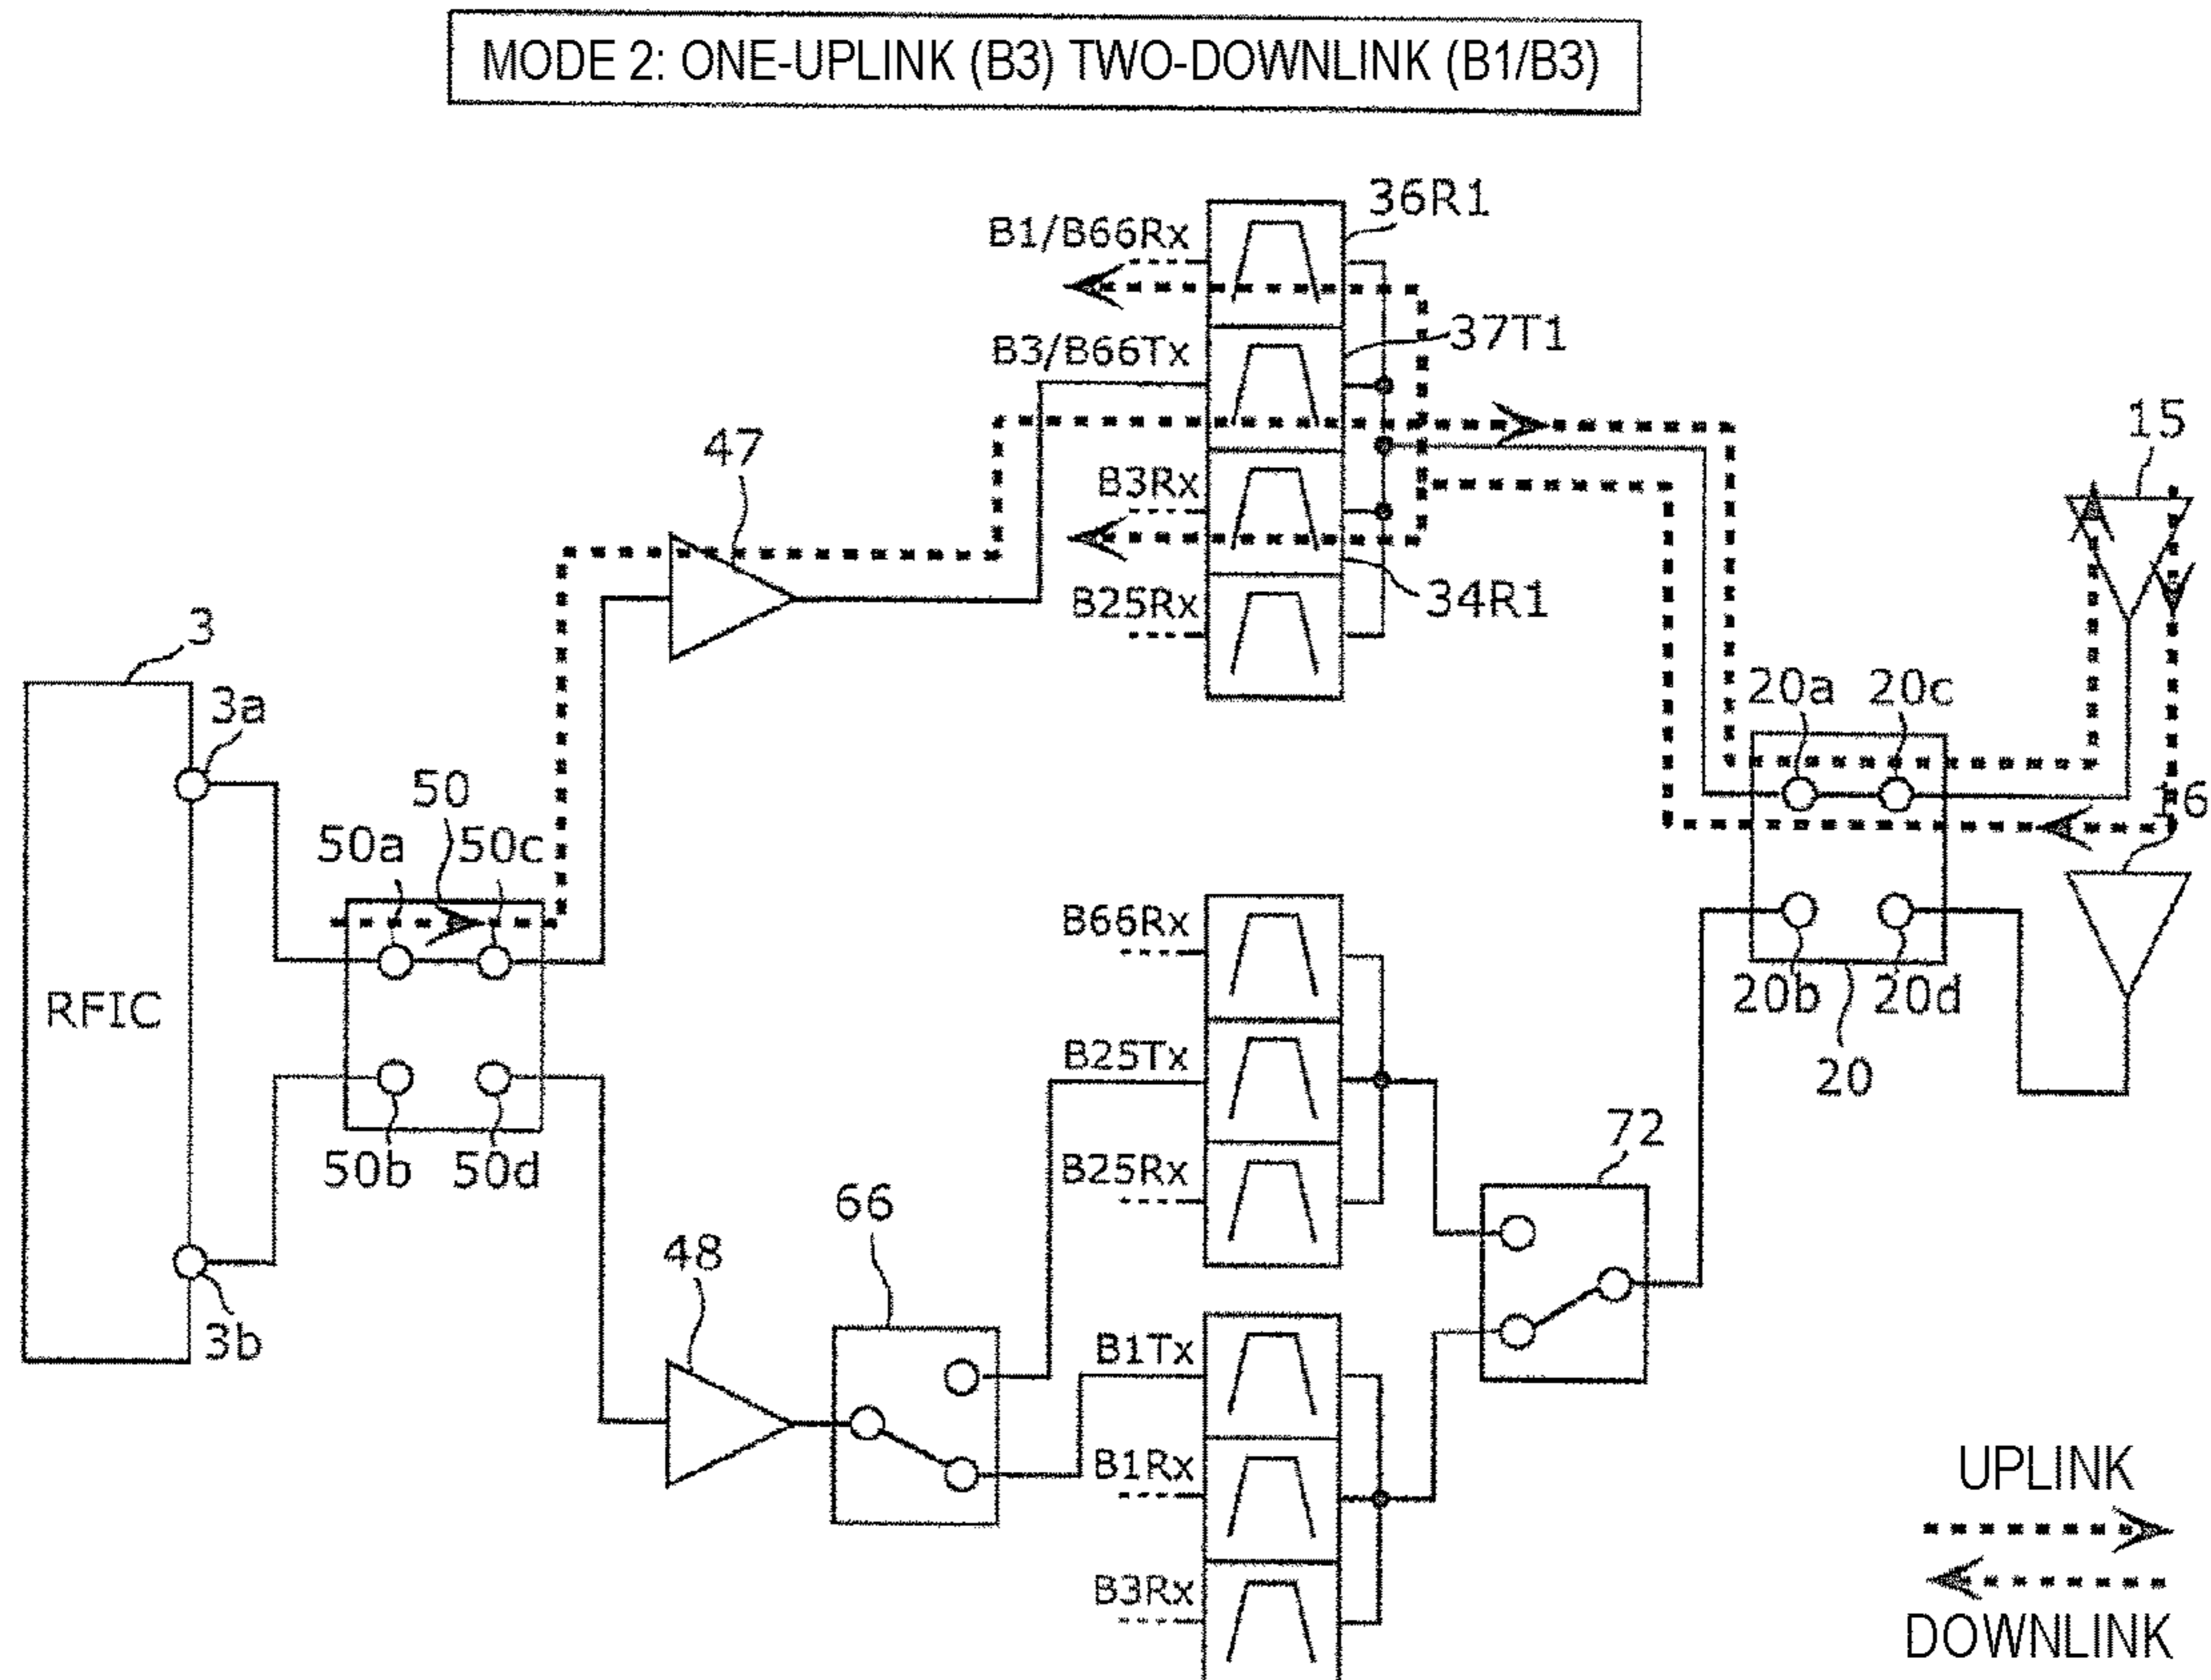 MODE 2: ONE-UPLINK (B3) TWO-DOWNLINK (B1/B3)
36R1
B1/B66Rx
37T1
B3/B66Tx
15
47
B3Rx
34R1
B25Rx
3
3a
20a 20c
50
16
50a 50c
B66Rx
RFIC
20b 20d
B25Tx
20
72
50b 50d
B25Rx
66
48
3b
B1Tx
B1Rx
UPLINK
B3Rx
DOWNLINK